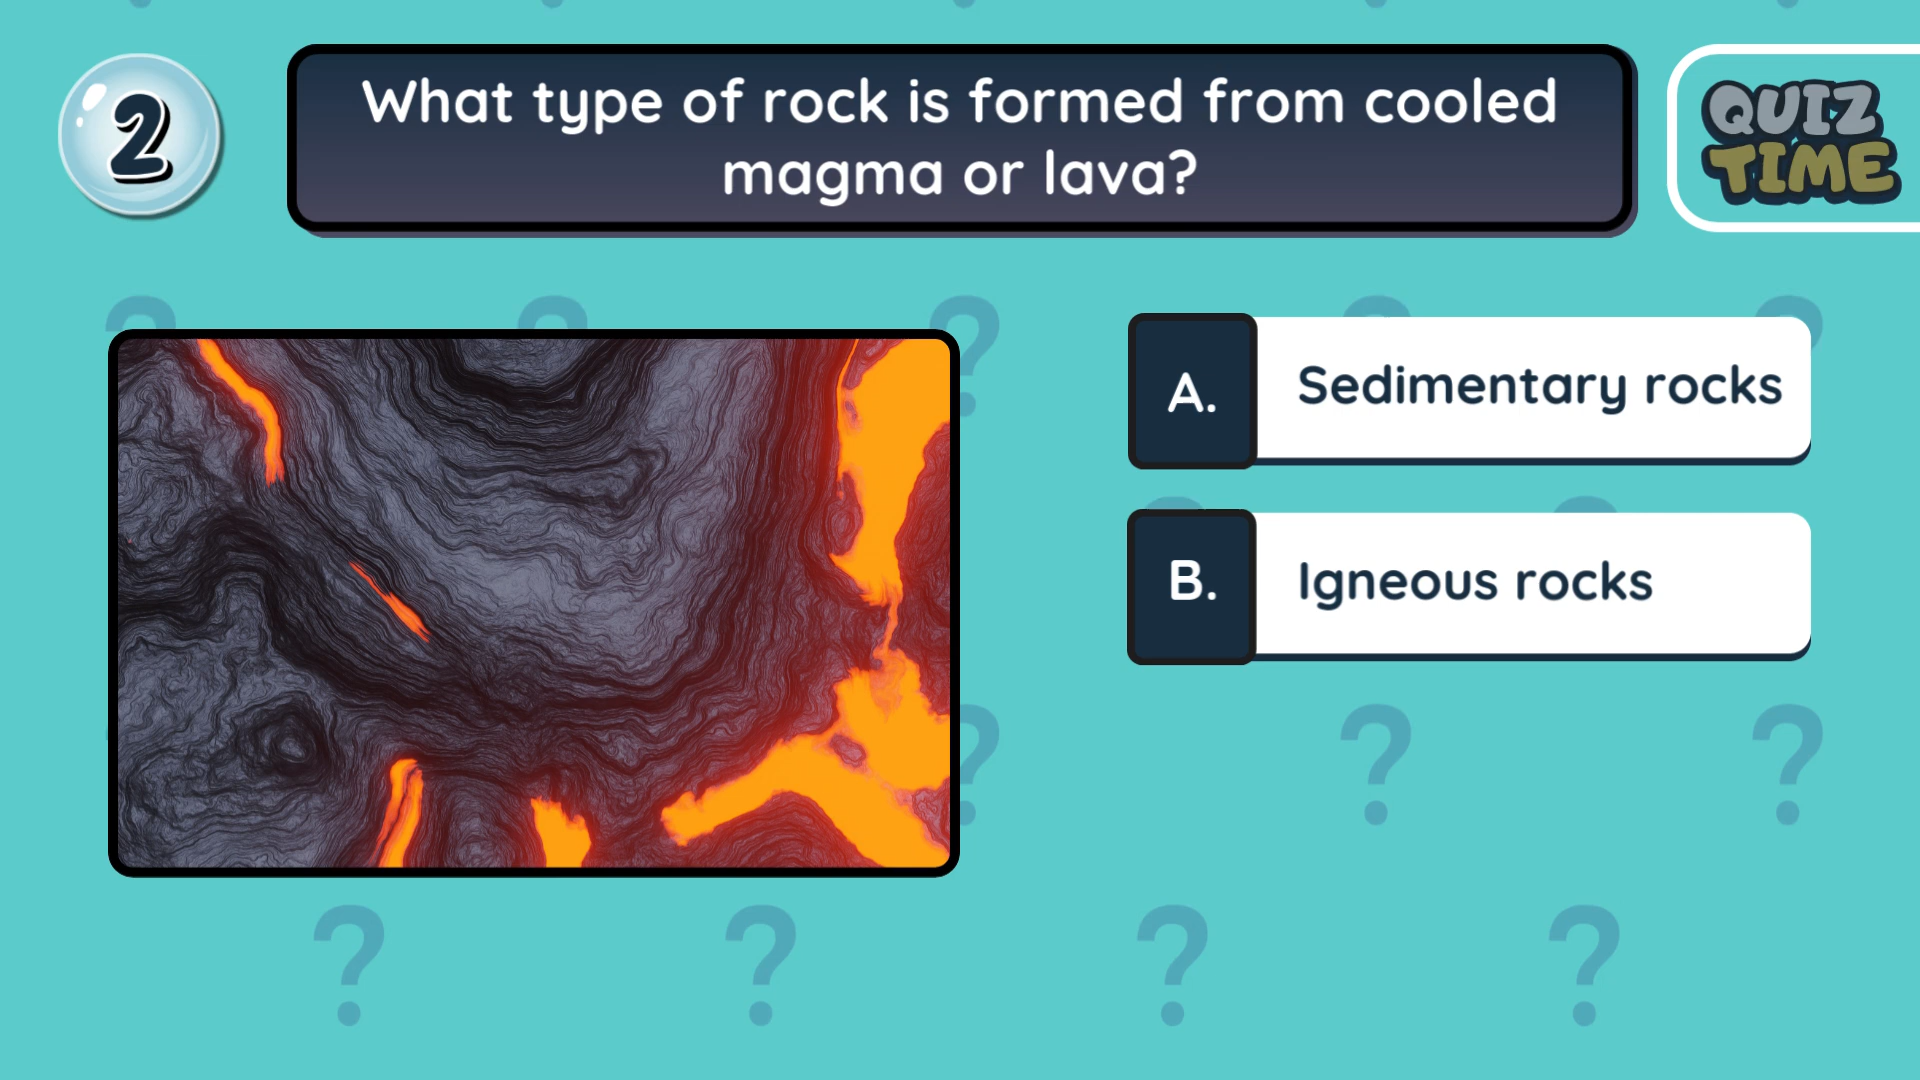 2
What type of rock is formed from cooled
magma or lava?
QUIZ
TIME
A.
Sedimentary rocks
B.
Igneous rocks